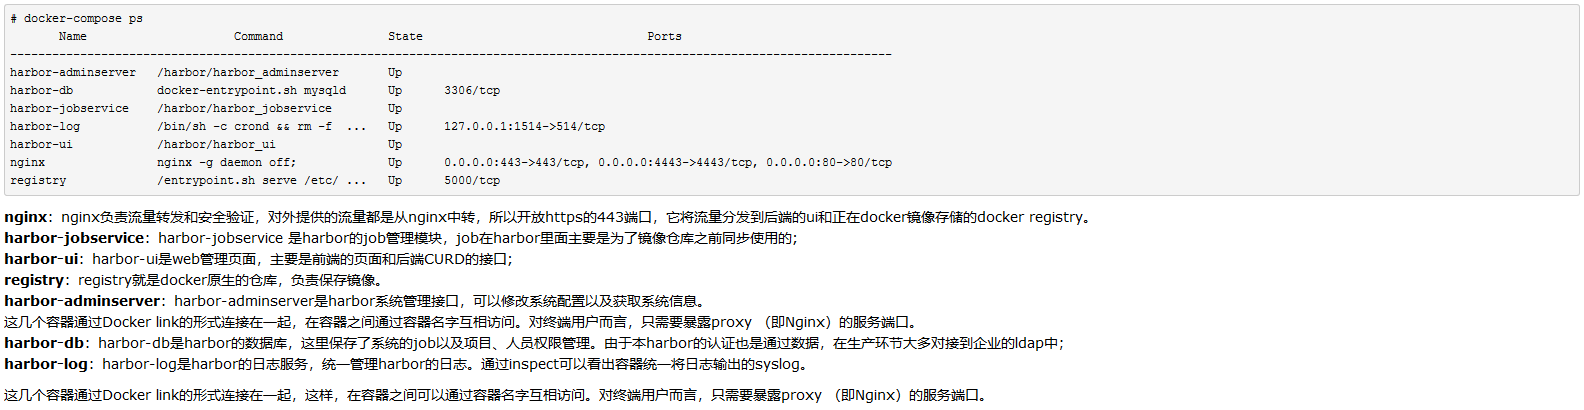 # docker-compose ps
Name Command State Ports
------------------------------------------------------------------------------------------------------------------------------
harbor-adminserver /harbor/harbor_adminserver Up
harbor-db docker-entrypoint.sh mysqld Up 3306/tcp
harbor-jobservice /harbor/harbor_jobservice Up
harbor-log /bin/sh -c crond && rm -f ... Up 127.0.0.1:1514->514/tcp
harbor-ui /harbor/harbor_ui Up
nginx nginx -g daemon off; Up 0.0.0.0:443->443/tcp, 0.0.0.0:4443->4443/tcp, 0.0.0.0:80->80/tcp
registry /entrypoint.sh serve /etc/ ... Up 5000/tcp
nginx：nginx负责流量转发和安全验证，对外提供的流量都是从nginx中转，所以开放https的443端口，它将流量分发到后端的ui和正在docker镜像存储的docker registry。
harbor-jobservice：harbor-jobservice 是harbor的job管理模块，job在harbor里面主要是为了镜像仓库之前同步使用的；
harbor-ui：harbor-ui是web管理页面，主要是前端的页面和后端CURD的接口；
registry：registry就是docker原生的仓库，负责保存镜像。
harbor-adminserver：harbor-adminserver是harbor系统管理接口，可以修改系统配置以及获取系统信息。
这几个容器通过Docker link的形式连接在一起，在容器之间通过容器名字互相访问。对终端用户而言，只需要暴露proxy （即Nginx）的服务端口。
harbor-db：harbor-db是harbor的数据库，这里保存了系统的job以及项目、人员权限管理。由于本harbor的认证也是通过数据，在生产环节大多对接到企业的ldap中；
harbor-log：harbor-log是harbor的日志服务，统一管理harbor的日志。通过inspect可以看出容器统一将日志输出的syslog。
这几个容器通过Docker link的形式连接在一起，这样，在容器之间可以通过容器名字互相访问。对终端用户而言，只需要暴露proxy （即Nginx）的服务端口。